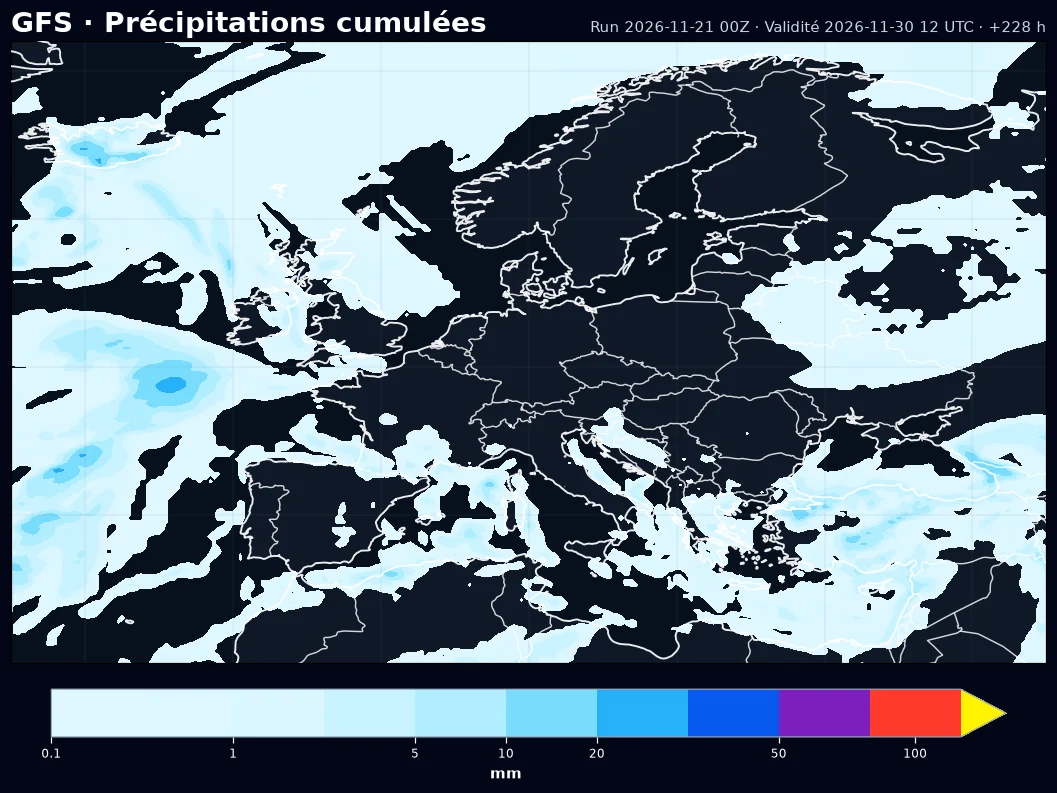 GFS · Précipitations cumulées
Run 2026-11-21 00Z · Validité 2026-11-30 12 UTC · +228 h
0.1 1 5 10 20 50 100
mm